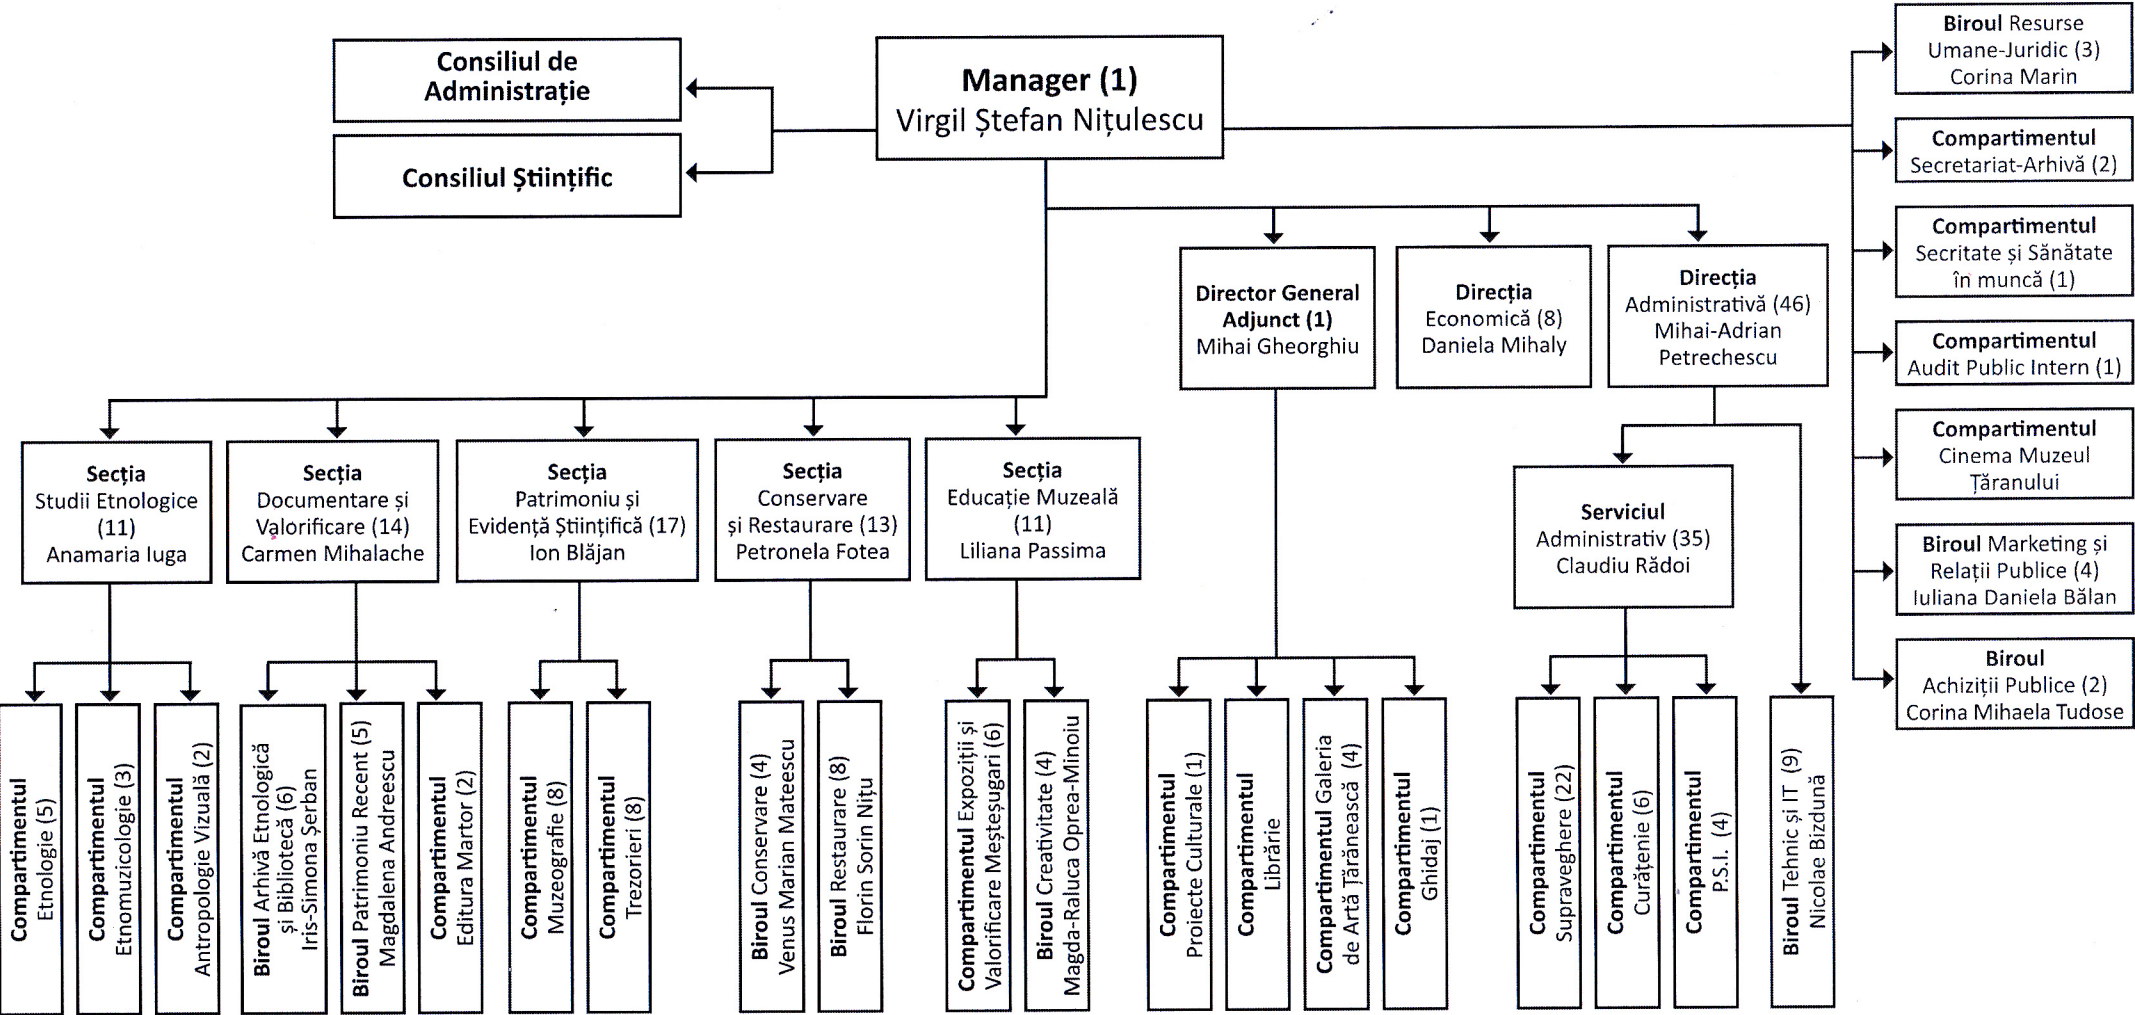 Consiliul de
Administrație
Consiliul Științific
Manager (1)
Virgil Ștefan Nițulescu
Biroul Resurse
Umane-Juridic (3)
Corina Marin
Compartimentul
Secretariat-Arhivă (2)
Compartimentul
Secritate și Sănătate
în muncă (1)
Compartimentul
Audit Public Intern (1)
Compartimentul
Cinema Muzeul
Țăranului
Biroul Marketing și
Relații Publice (4)
Iuliana Daniela Bălan
Biroul
Achiziții Publice (2)
Corina Mihaela Tudose
Director General
Adjunct (1)
Mihai Gheorghiu
Direcția
Economică (8)
Daniela Mihaly
Direcția
Administrativă (46)
Mihai-Adrian
Petrechescu
Secția
Studii Etnologice
(11)
Anamaria Iuga
Secția
Documentare și
Valorificare (14)
Carmen Mihalache
Secția
Patrimoniu și
Evidență Științifică (17)
Ion Blăjan
Secția
Conservare
și Restaurare (13)
Petronela Fotea
Secția
Educație Muzeală
(11)
Liliana Passima
Serviciul
Administrativ (35)
Claudiu Rădoi
Compartimentul
Etnologie (5)
Compartimentul
Etnomuzicologie (3)
Compartimentul
Antropologie Vizuală (2)
Biroul Arhivă Etnologică
și Bibliotecă (6)
Iris-Simona Șerban
Biroul Patrimoniu Recent (5)
Magdalena Andreescu
Compartimentul
Editura Martor (2)
Compartimentul
Muzeografie (8)
Compartimentul
Trezorieri (8)
Biroul Conservare (4)
Venus Marian Mateescu
Biroul Restaurare (8)
Florin Sorin Nițu
Compartimentul Expoziții și
Valorificare Meșteșugari (6)
Biroul Creativitate (4)
Magda-Raluca Oprea-Minoiu
Compartimentul
Proiecte Culturale (1)
Compartimentul
Librărie
Compartimentul Galeria
de Artă Țărănească (4)
Compartimentul
Ghidaj (1)
Compartimentul
Supraveghere (22)
Compartimentul
Curățenie (6)
Compartimentul
P.S.I. (4)
Biroul Tehnic și IT (9)
Nicolae Bizdună